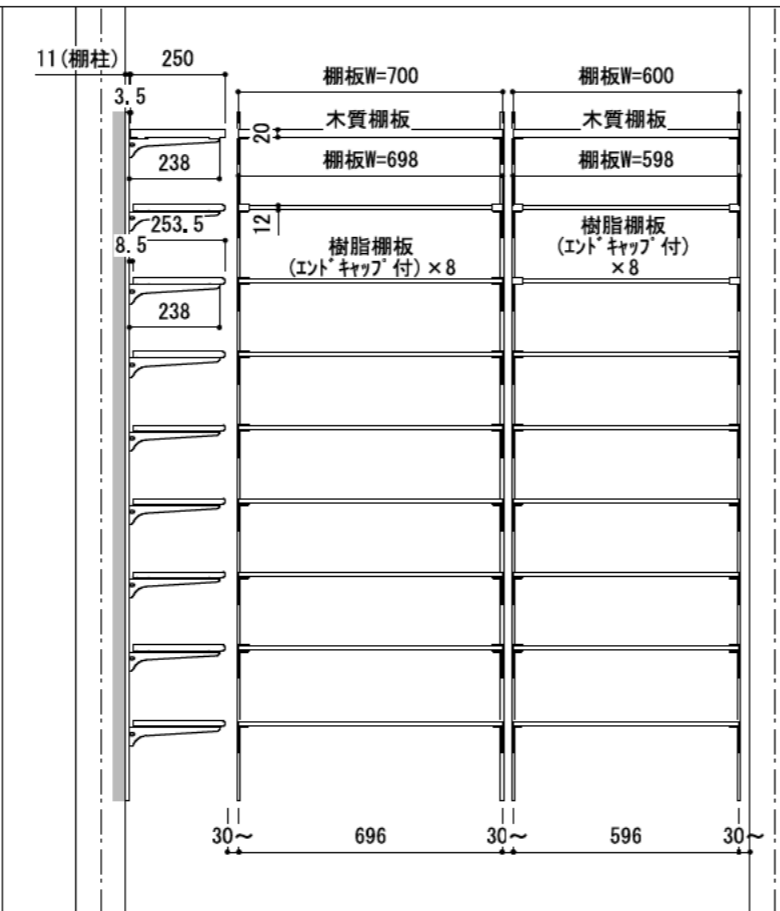 11(棚柱)
250
棚板W=700
棚板W=600
3.5
木質棚板
木質棚板
20
238
棚板W=698
棚板W=598
253.5
12
8.5
樹脂棚板
(エンドキャップ付)×8
樹脂棚板
(エンドキャップ付)
×8
238
30～
696
30～
596
30～